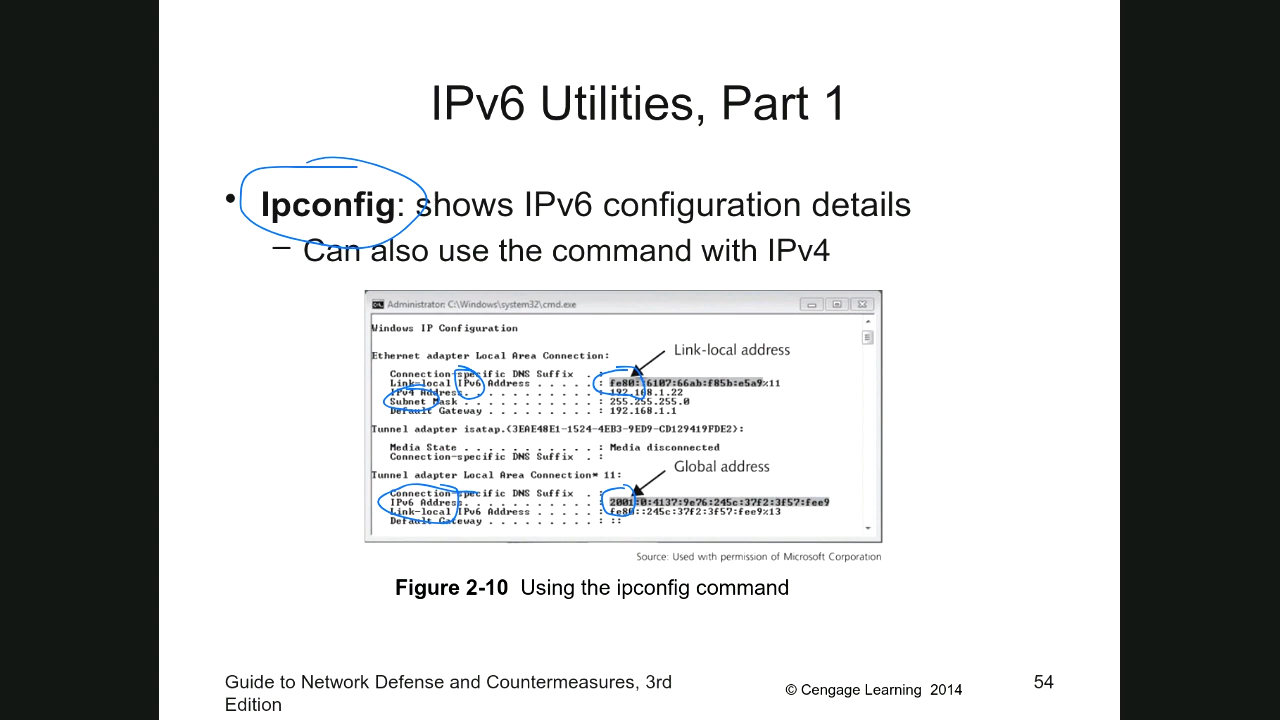 IPv6 Utilities, Part 1
• Ipconfig: shows IPv6 configuration details
– Can also use the command with IPv4
Administrator: C:\Windows\system32\cmd.exe
Windows IP Configuration
Ethernet adapter Local Area Connection:
Link-local address
Connection-specific DNS Suffix . :
Link-local IPv6 Address . . . . . : fe80::6107:66ab:f85b:e5a9%11
IPv4 Address. . . . . . . . . . . : 192.168.1.22
Subnet Mask . . . . . . . . . . . : 255.255.255.0
Default Gateway . . . . . . . . . : 192.168.1.1
Tunnel adapter isatap.{3EAE48E1-1524-4EB3-9ED9-CD129419FDE2}:
Media State . . . . . . . . . . . : Media disconnected
Connection-specific DNS Suffix . :
Global address
Tunnel adapter Local Area Connection* 11:
Connection-specific DNS Suffix . :
IPv6 Address. . . . . . . . . . . : 2001:0:4137:9e76:245c:37f2:3f57:fee9
Link-local IPv6 Address . . . . . : fe80::245c:37f2:3f57:fee9%13
Default Gateway . . . . . . . . . : ::
Source: Used with permission of Microsoft Corporation
Figure 2-10 Using the ipconfig command
Guide to Network Defense and Countermeasures, 3rd
Edition
© Cengage Learning 2014
54